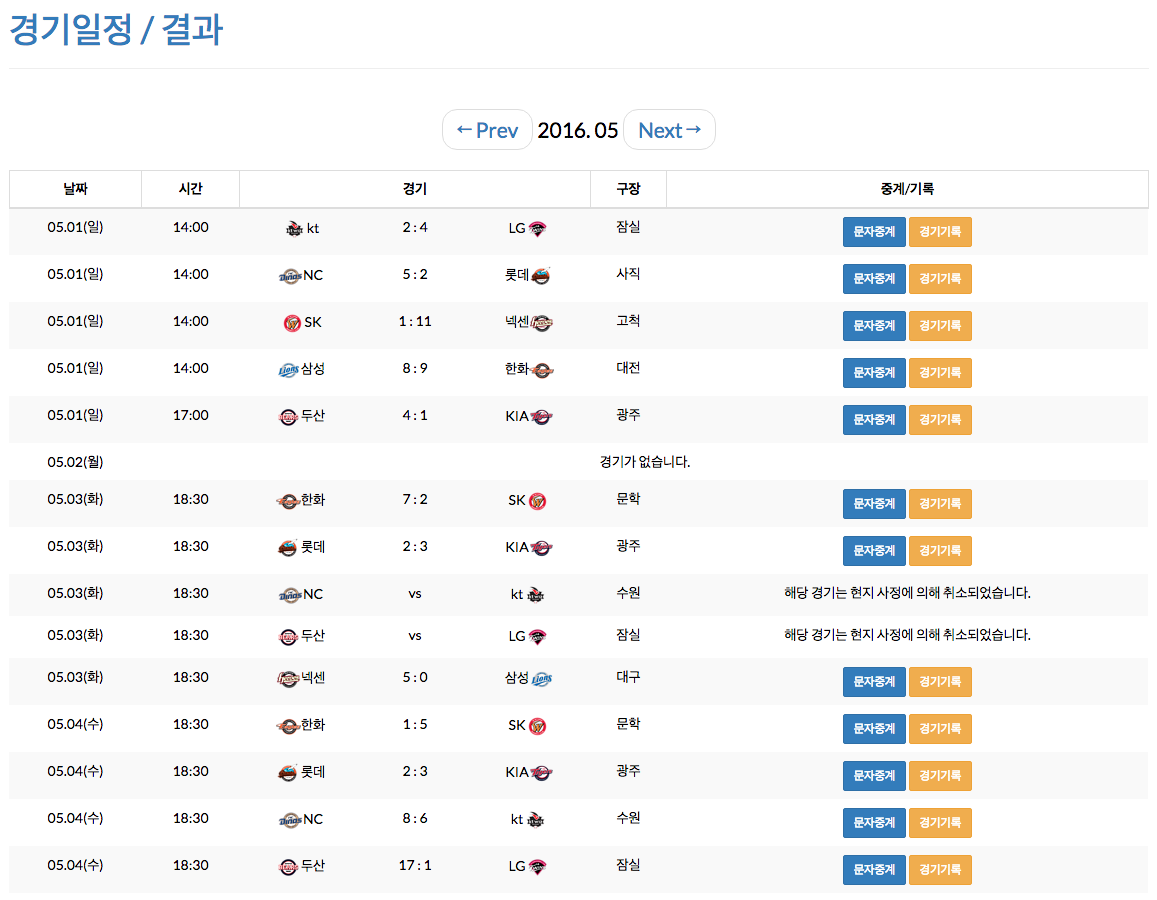 경기일정 / 결과
←Prev 2016. 05 Next→
날짜 시간 경기 구장 중계/기록
05.01(일) 14:00 kt 2 : 4 LG 잠실 문자중계 경기기록
05.01(일) 14:00 NC 5 : 2 롯데 사직 문자중계 경기기록
05.01(일) 14:00 SK 1 : 11 넥센 고척 문자중계 경기기록
05.01(일) 14:00 삼성 8 : 9 한화 대전 문자중계 경기기록
05.01(일) 17:00 두산 4 : 1 KIA 광주 문자중계 경기기록
05.02(월) 경기가 없습니다.
05.03(화) 18:30 한화 7 : 2 SK 문학 문자중계 경기기록
05.03(화) 18:30 롯데 2 : 3 KIA 광주 문자중계 경기기록
05.03(화) 18:30 NC vs kt 수원 해당 경기는 현지 사정에 의해 취소되었습니다.
05.03(화) 18:30 두산 vs LG 잠실 해당 경기는 현지 사정에 의해 취소되었습니다.
05.03(화) 18:30 넥센 5 : 0 삼성 대구 문자중계 경기기록
05.04(수) 18:30 한화 1 : 5 SK 문학 문자중계 경기기록
05.04(수) 18:30 롯데 2 : 3 KIA 광주 문자중계 경기기록
05.04(수) 18:30 NC 8 : 6 kt 수원 문자중계 경기기록
05.04(수) 18:30 두산 17 : 1 LG 잠실 문자중계 경기기록